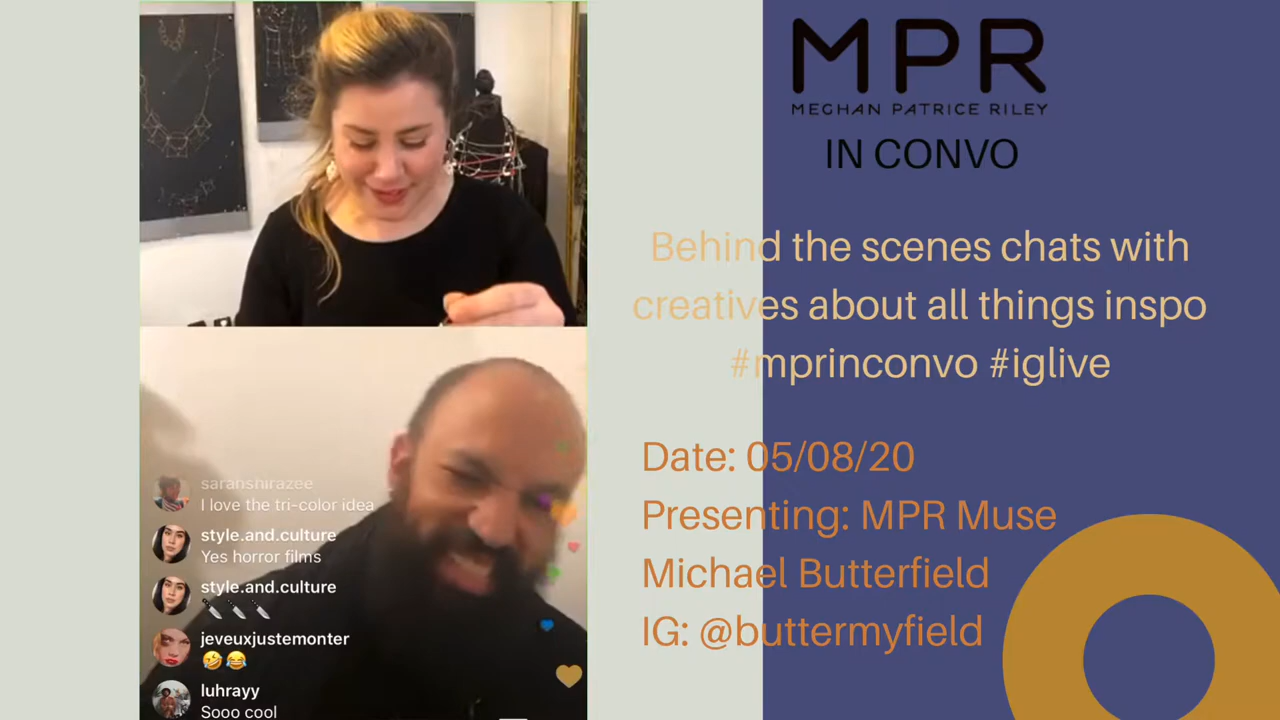 MPR
MEGHAN PATRICE RILEY
IN CONVO
Behind the scenes chats with
creatives about all things inspo
#mprinconvo #iglive
Date: 05/08/20
Presenting: MPR Muse
Michael Butterfield
IG: @buttermyfield
sarahshirazee
I love the tri-color idea
style.and.culture
Yes horror films
style.and.culture
🔪🔪🔪
jeveuxjustemonter
🤣😂
luhrayy
Sooo cool